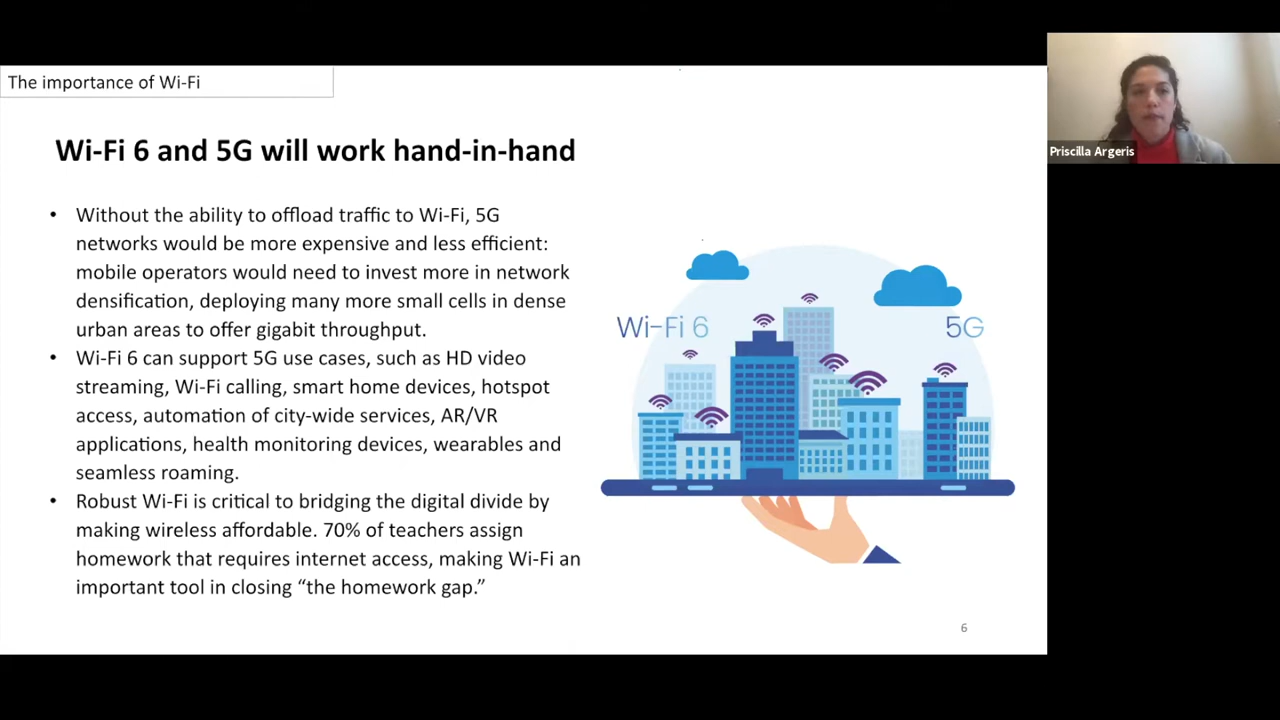 The importance of Wi-Fi
Wi-Fi 6 and 5G will work hand-in-hand
• Without the ability to offload traffic to Wi-Fi, 5G
networks would be more expensive and less efficient:
mobile operators would need to invest more in network
densification, deploying many more small cells in dense
urban areas to offer gigabit throughput.
• Wi-Fi 6 can support 5G use cases, such as HD video
streaming, Wi-Fi calling, smart home devices, hotspot
access, automation of city-wide services, AR/VR
applications, health monitoring devices, wearables and
seamless roaming.
• Robust Wi-Fi is critical to bridging the digital divide by
making wireless affordable. 70% of teachers assign
homework that requires internet access, making Wi-Fi an
important tool in closing “the homework gap.”
Wi-Fi 6
5G
6
Priscilla Argeris